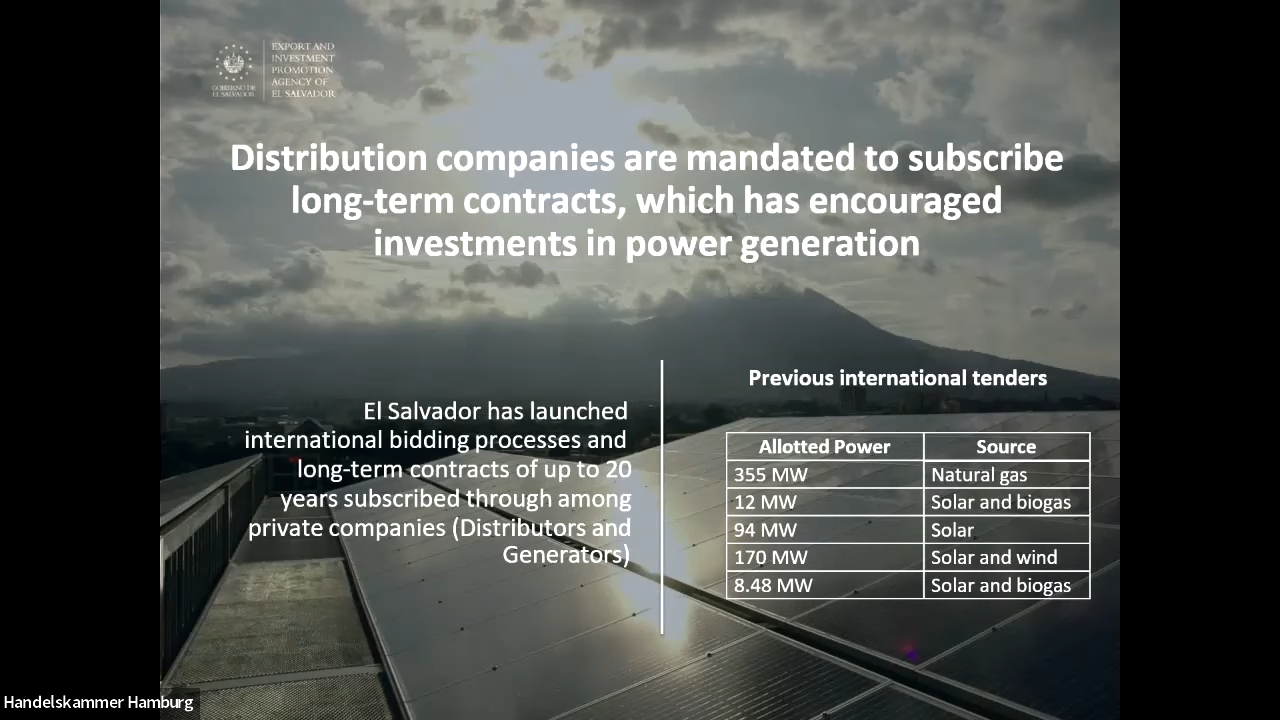 GOBIERNO DE
EL SALVADOR
EXPORT AND
INVESTMENT
PROMOTION
AGENCY OF
EL SALVADOR
Distribution companies are mandated to subscribe
long-term contracts, which has encouraged
investments in power generation
El Salvador has launched
international bidding processes and
long-term contracts of up to 20
years subscribed through among
private companies (Distributors and
Generators)
Previous international tenders
Allotted Power Source
355 MW Natural gas
12 MW Solar and biogas
94 MW Solar
170 MW Solar and wind
8.48 MW Solar and biogas
Handelskammer Hamburg